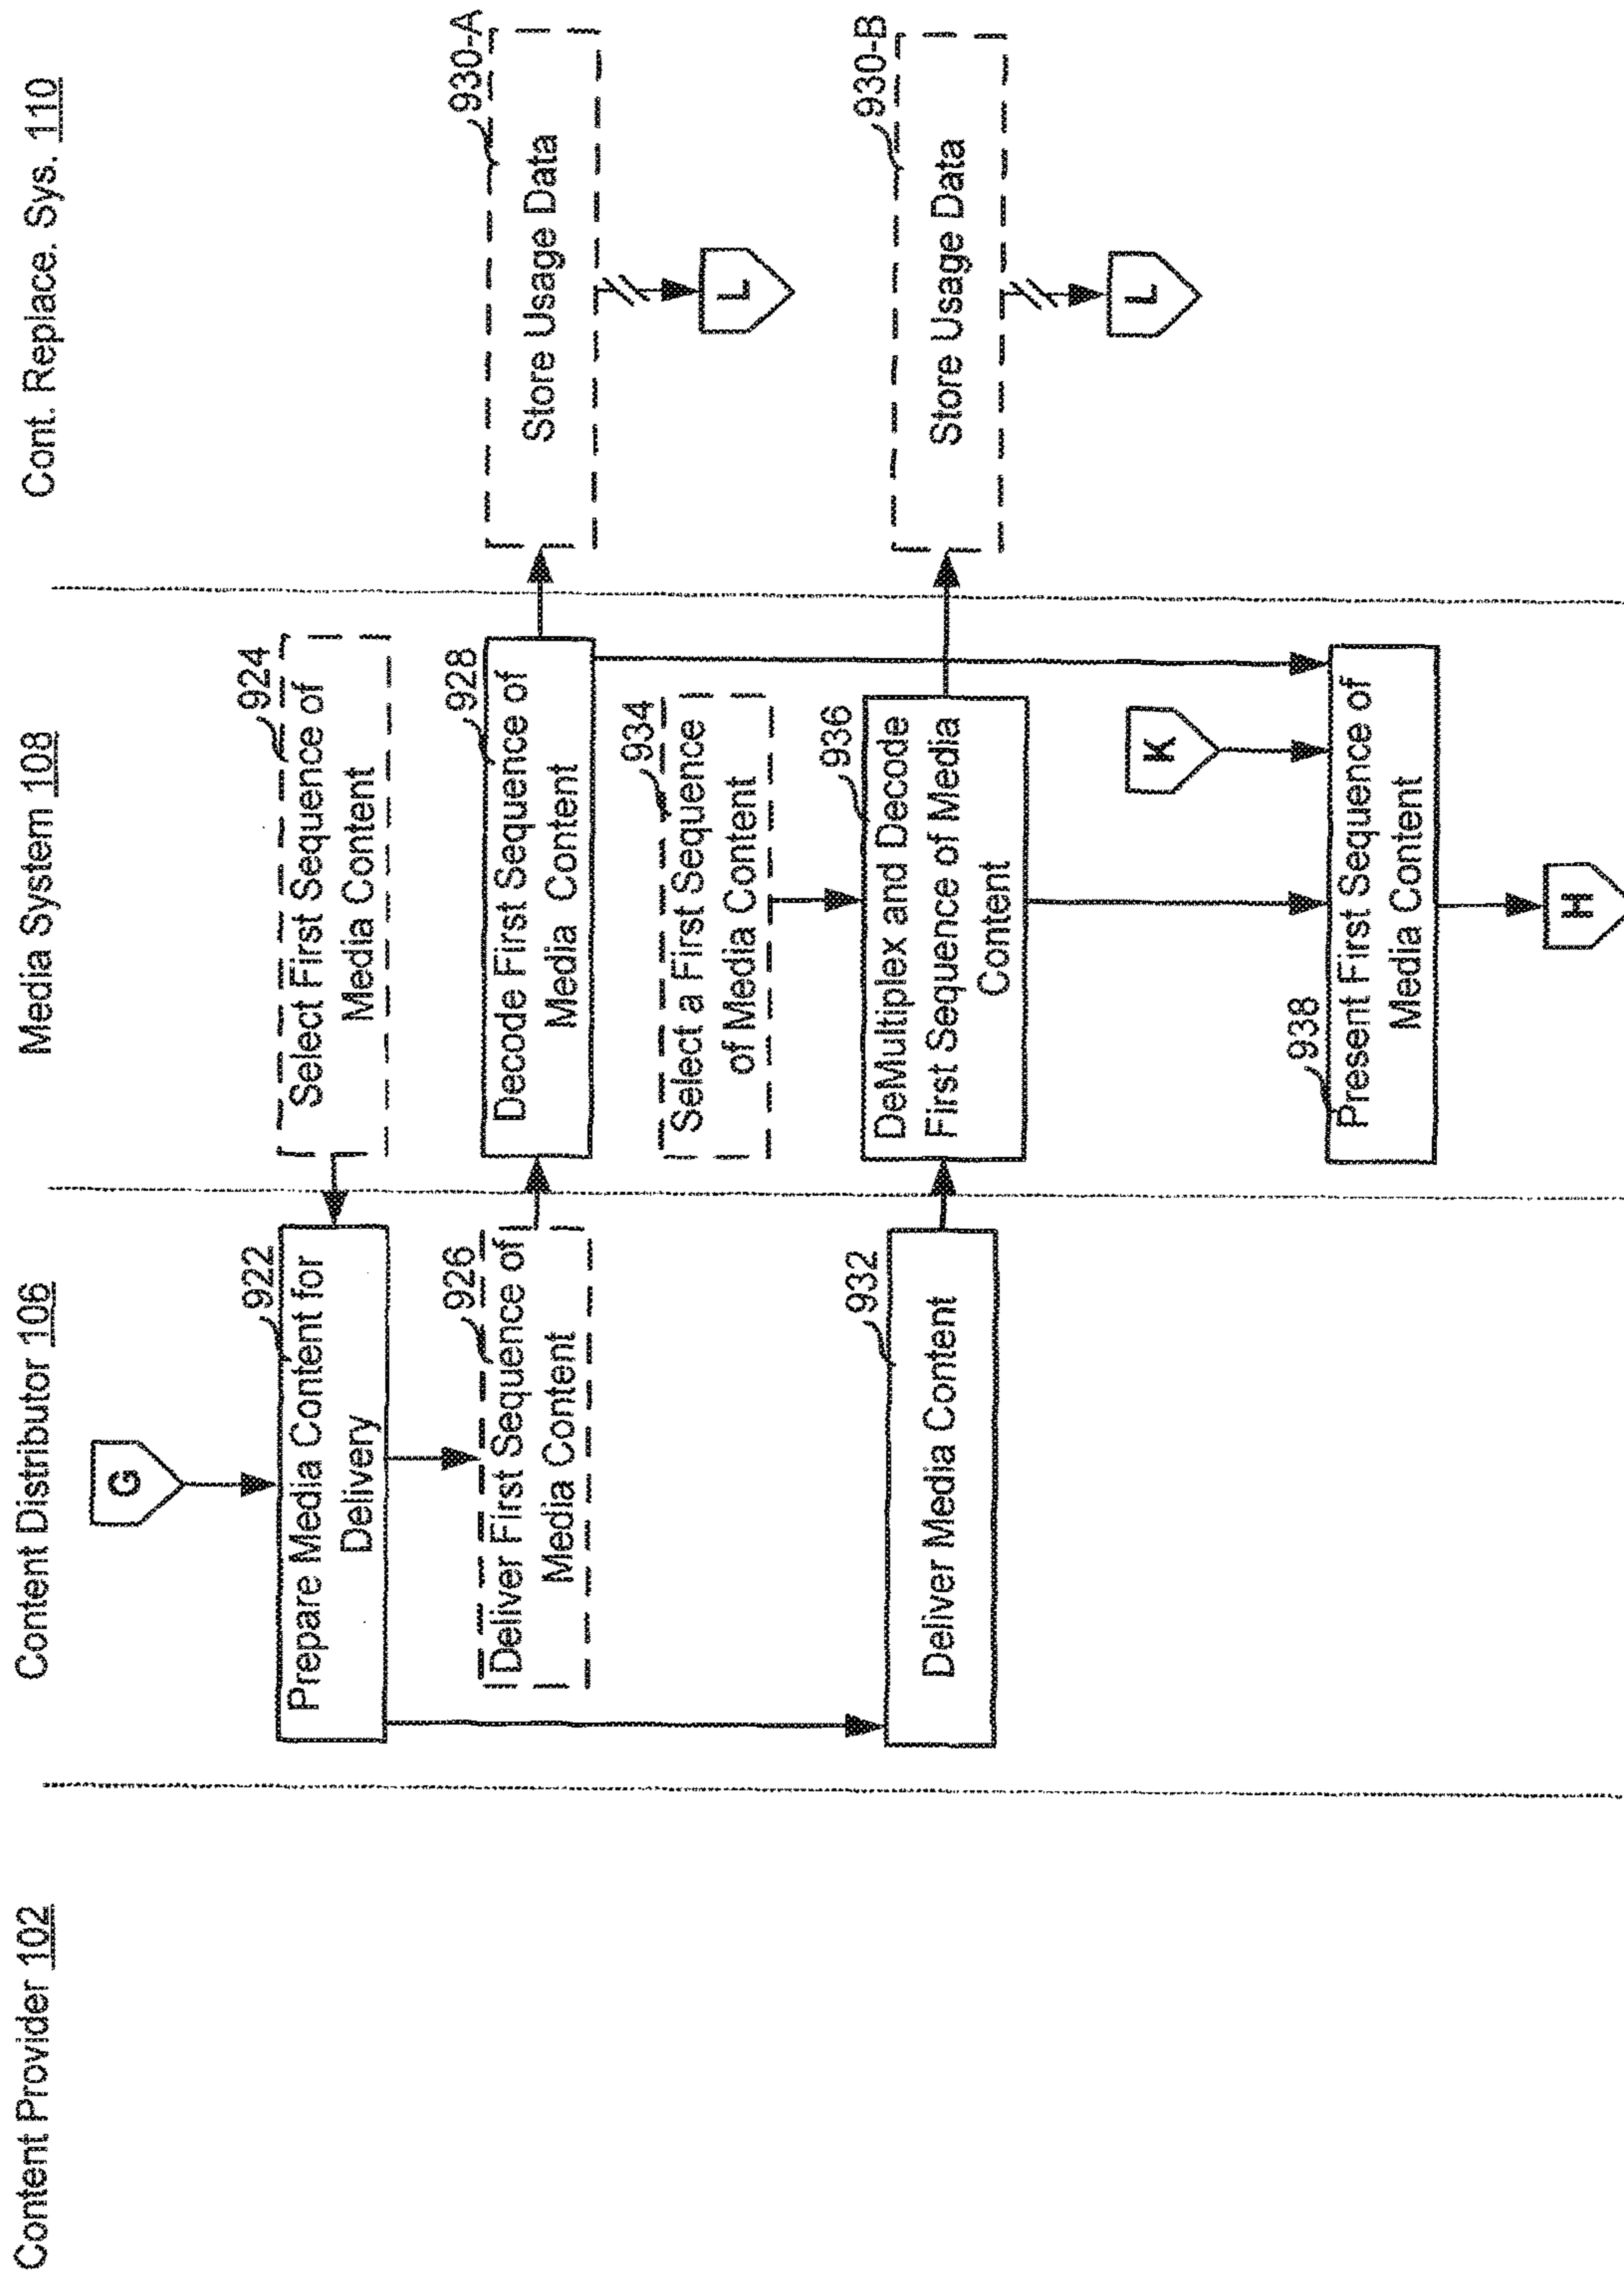 Content Provider 102
Content Distributor 106
Media System 108
Cont. Replace. Sys. 110
G
922
Prepare Media Content for
Delivery
924
Select First Sequence of
Media Content
926
Deliver First Sequence of
Media Content
928
Decode First Sequence of
Media Content
930-A
Store Usage Data
L
934
Select a First Sequence
of Media Content
932
Deliver Media Content
936
DeMultiplex and Decode
First Sequence of Media
Content
930-B
Store Usage Data
L
K
938
Present First Sequence of
Media Content
H